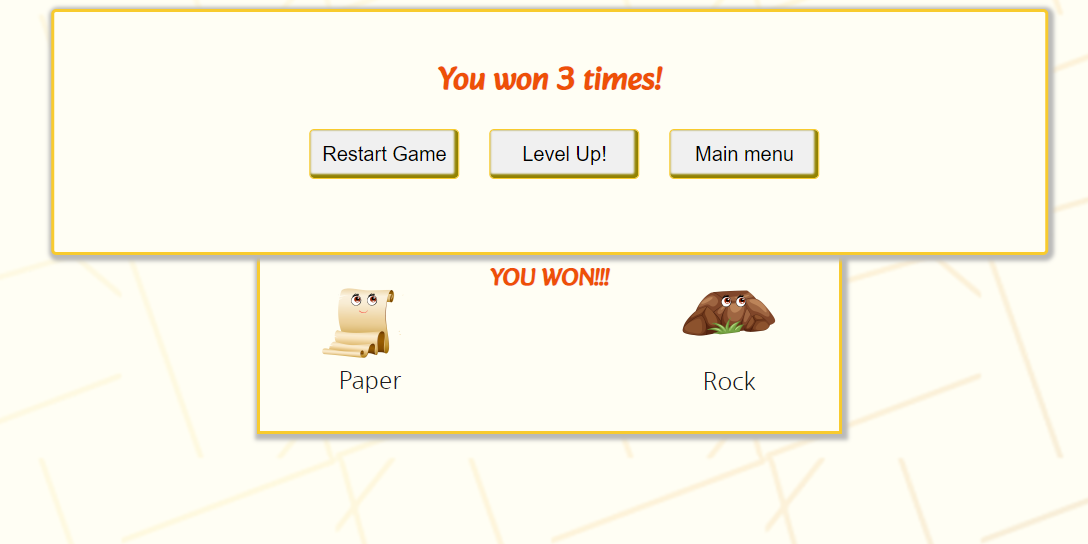 You won 3 times!
Restart Game
Level Up!
Main menu
YOU WON!!!
Paper
Rock